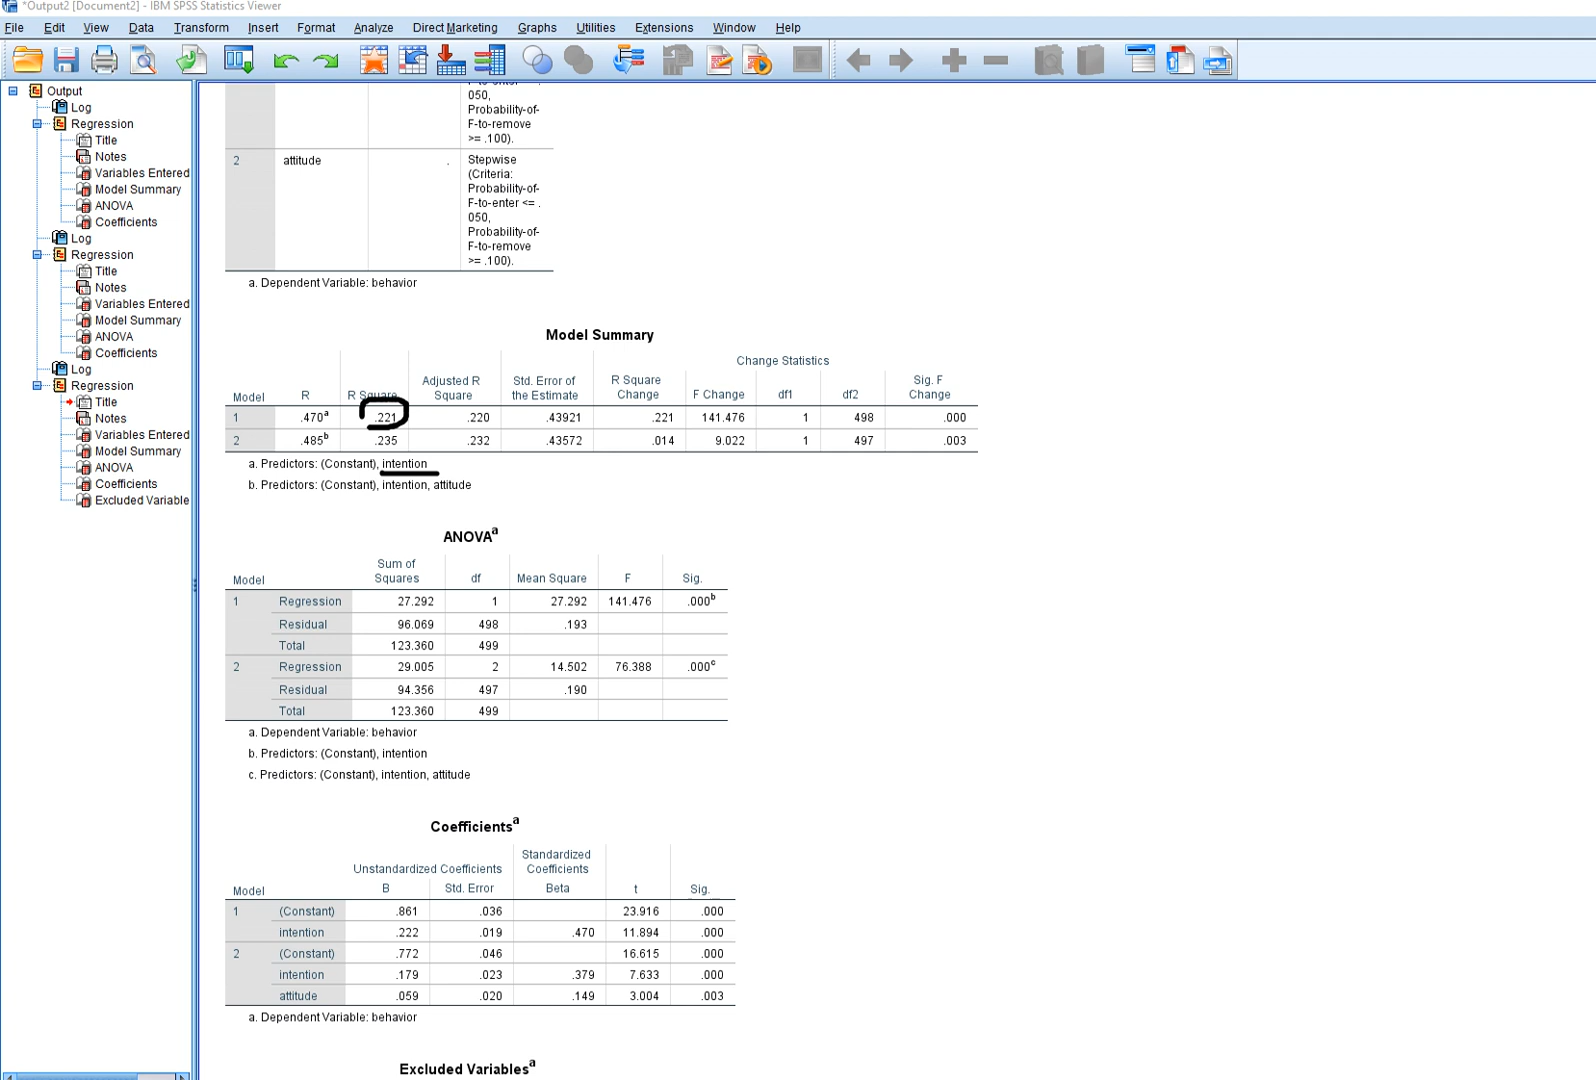 *Output2 [Document2] - IBM SPSS Statistics Viewer
File Edit View Data Transform Insert Format Analyze Direct Marketing Graphs Utilities Extensions Window Help
Output
Log
Regression
Title
Notes
Variables Entered
Model Summary
ANOVA
Coefficients
Log
Regression
Title
Notes
Variables Entered
Model Summary
ANOVA
Coefficients
Log
Regression
Title
Notes
Variables Entered
Model Summary
ANOVA
Coefficients
Excluded Variable
050,
Probability-of-
F-to-remove
>= .100).
2 attitude . Stepwise
(Criteria:
Probability-of-
F-to-enter <= .
050,
Probability-of-
F-to-remove
>= .100).
a. Dependent Variable: behavior
Model Summary
Change Statistics
Model R R Square Adjusted R Square Std. Error of the Estimate R Square Change F Change df1 df2 Sig. F Change
1 .470a .221 .220 .43921 .221 141.476 1 498 .000
2 .485b .235 .232 .43572 .014 9.022 1 497 .003
a. Predictors: (Constant), intention
b. Predictors: (Constant), intention, attitude
ANOVAa
Model Sum of Squares df Mean Square F Sig.
1 Regression 27.292 1 27.292 141.476 .000b
Residual 96.069 498 .193
Total 123.360 499
2 Regression 29.005 2 14.502 76.388 .000c
Residual 94.356 497 .190
Total 123.360 499
a. Dependent Variable: behavior
b. Predictors: (Constant), intention
c. Predictors: (Constant), intention, attitude
Coefficientsa
Unstandardized Coefficients Standardized Coefficients
Model B Std. Error Beta t Sig.
1 (Constant) .861 .036 23.916 .000
intention .222 .019 .470 11.894 .000
2 (Constant) .772 .046 16.615 .000
intention .179 .023 .379 7.633 .000
attitude .059 .020 .149 3.004 .003
a. Dependent Variable: behavior
Excluded Variablesa